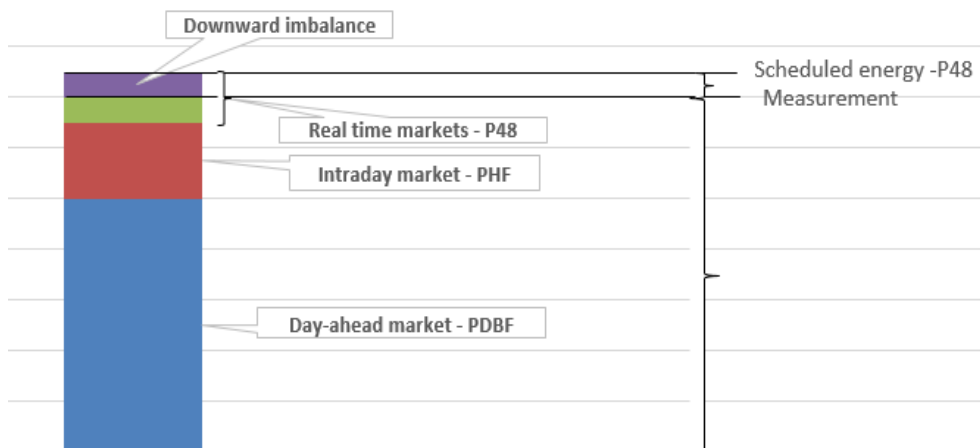 Downward imbalance
Scheduled energy -P48
Measurement
Real time markets - P48
Intraday market - PHF
Day-ahead market - PDBF